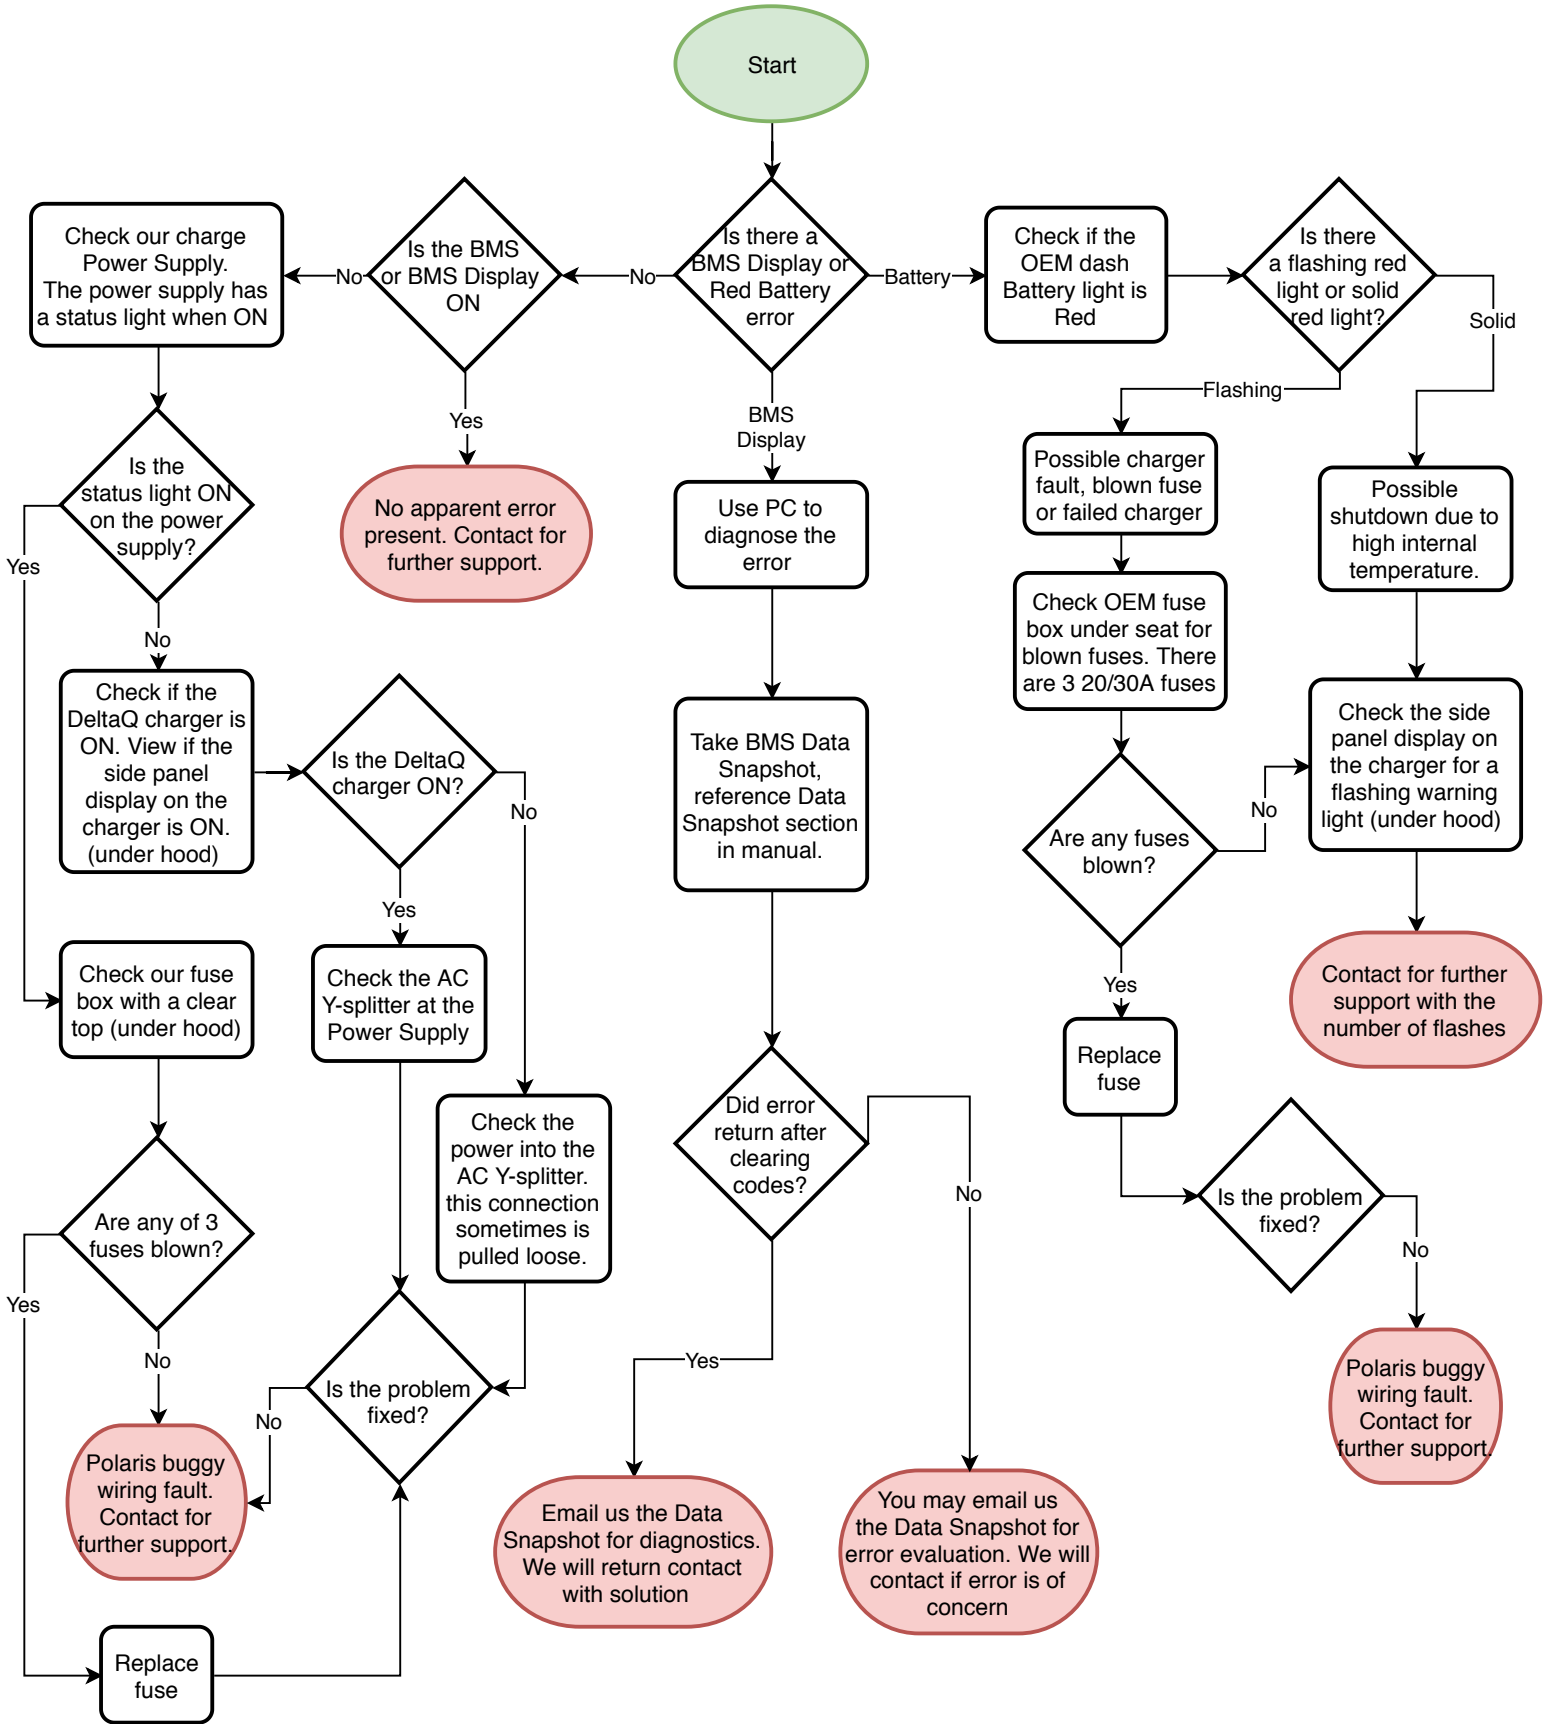 Start
Check our charge
Power Supply.
The power supply has
a status light when ON
No
Is the BMS
or BMS Display
ON
No
Is there a
BMS Display or
Red Battery
error
Battery
Check if the
OEM dash
Battery light is
Red
Is there
a flashing red
light or solid
red light?
Solid
Flashing
Yes
BMS
Display
Is the
status light ON
on the power
supply?
Yes
No apparent error
present. Contact for
further support.
Use PC to
diagnose the
error
Possible charger
fault, blown fuse
or failed charger
Possible
shutdown due to
high internal
temperature.
No
Check OEM fuse
box under seat for
blown fuses. There
are 3 20/30A fuses
Check if the
DeltaQ charger is
ON. View if the
side panel
display on the
charger is ON.
(under hood)
Is the DeltaQ
charger ON?
No
Take BMS Data
Snapshot,
reference Data
Snapshot section
in manual.
Are any fuses
blown?
No
Check the side
panel display on
the charger for a
flashing warning
light (under hood)
Yes
Check our fuse
box with a clear
top (under hood)
Check the AC
Y-splitter at the
Power Supply
Yes
Contact for further
support with the
number of flashes
Replace
fuse
Check the
power into the
AC Y-splitter.
this connection
sometimes is
pulled loose.
Did error
return after
clearing
codes?
No
Is the problem
fixed?
No
Are any of 3
fuses blown?
Yes
No
Is the problem
fixed?
No
Yes
Polaris buggy
wiring fault.
Contact for
further support.
Polaris buggy
wiring fault.
Contact for
further support.
Email us the Data
Snapshot for diagnostics.
We will return contact
with solution
You may email us
the Data Snapshot for
error evaluation. We will
contact if error is of
concern
Replace
fuse